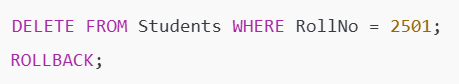 DELETE FROM Students WHERE RollNo = 2501;
ROLLBACK;